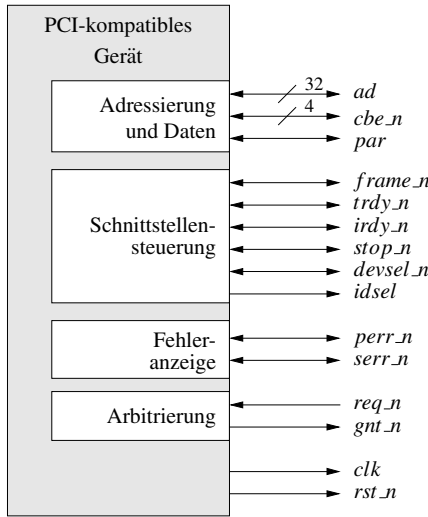 PCI-kompatibles
Gerät
Adressierung
und Daten
32
ad
4
cbe_n
par
Schnittstellen-
steuerung
frame_n
trdy_n
irdy_n
stop_n
devsel_n
idsel
Fehler-
anzeige
perr_n
serr_n
Arbitrierung
req_n
gnt_n
clk
rst_n